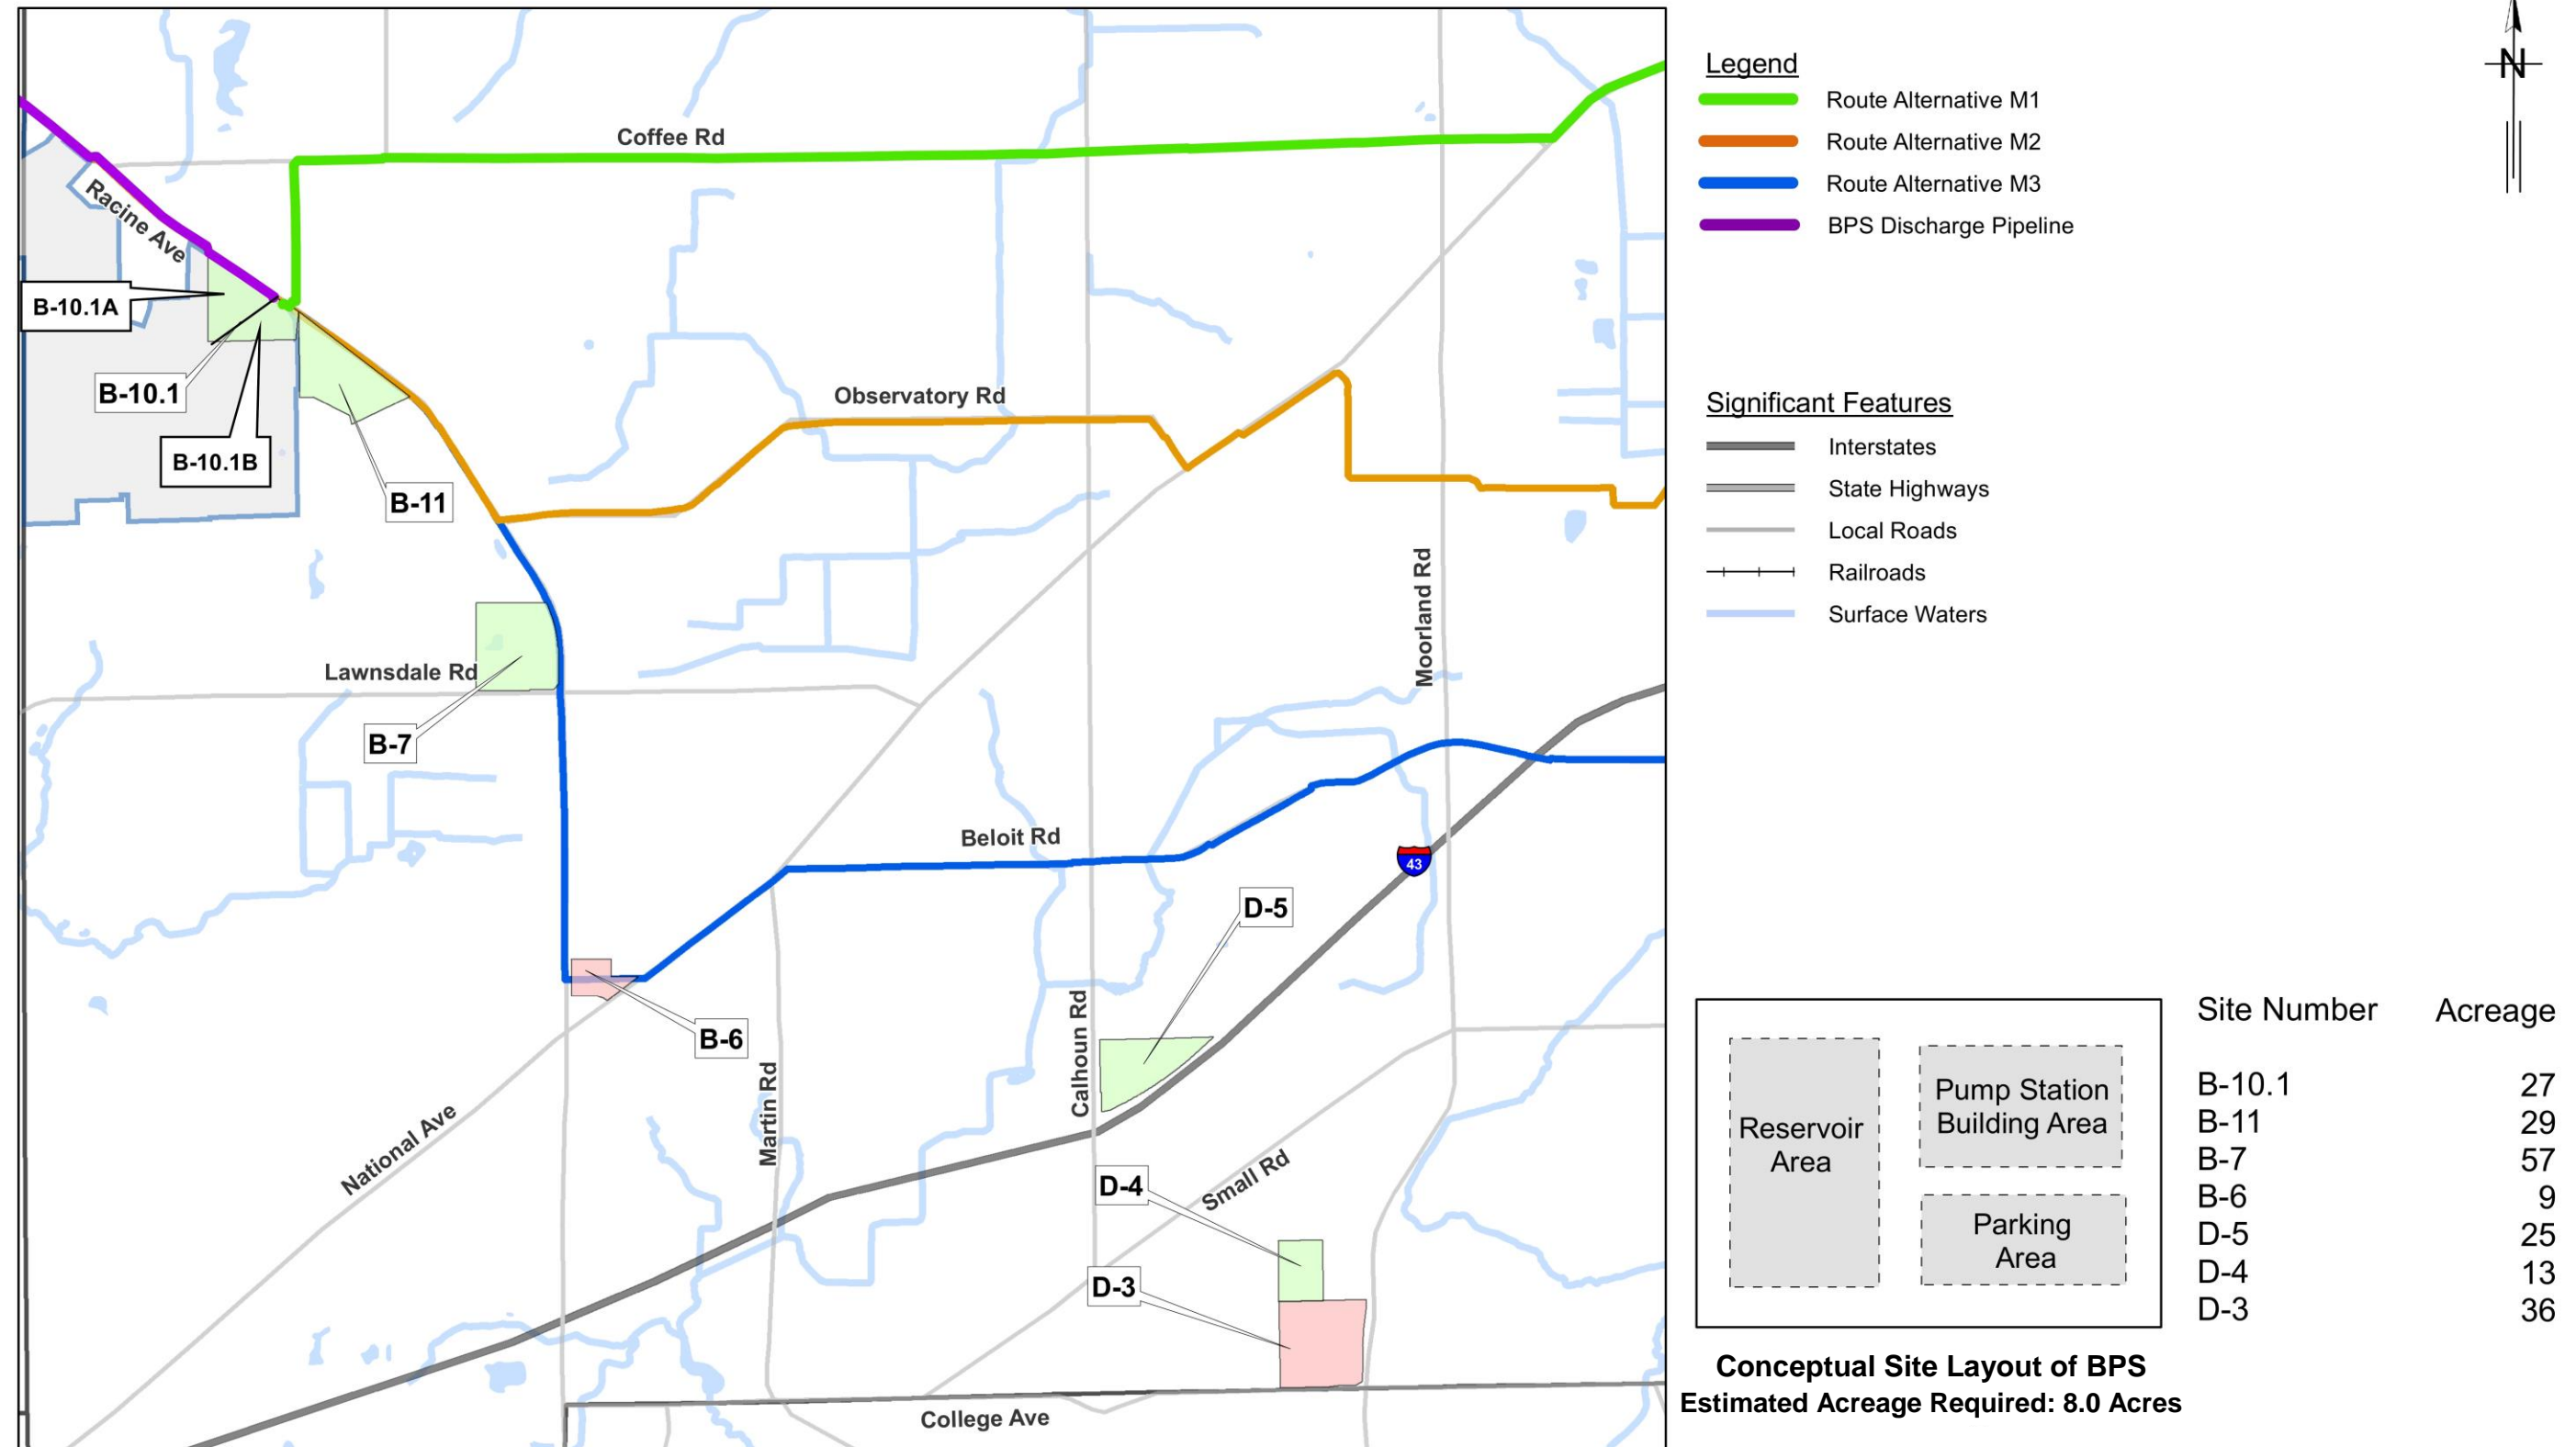 Coffee Rd
Racine Ave
B-10.1A
B-10.1
B-10.1B
B-11
Observatory Rd
Moorland Rd
Lawnsdale Rd
B-7
Beloit Rd
43
D-5
B-6
Calhoun Rd
Martin Rd
National Ave
D-4
Small Rd
D-3
College Ave
N
Legend
Route Alternative M1
Route Alternative M2
Route Alternative M3
BPS Discharge Pipeline
Significant Features
Interstates
State Highways
Local Roads
Railroads
Surface Waters
Reservoir
Area
Pump Station
Building Area
Parking
Area
Conceptual Site Layout of BPS
Estimated Acreage Required: 8.0 Acres
Site Number Acreage
B-10.1 27
B-11 29
B-7 57
B-6 9
D-5 25
D-4 13
D-3 36